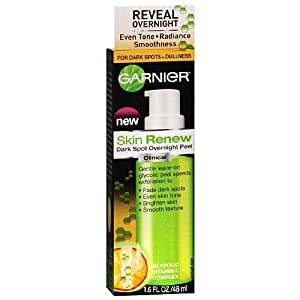 REVEAL
OVERNIGHT
Even Tone • Radiance
Smoothness
FOR DARK SPOTS + DULLNESS
GARNIER
new
Skin Renew
Dark Spot Overnight Peel
Clinical
Gentle leave-on
glycolic peel speeds
exfoliation to:
• Fade dark spots
• Even skin tone
• Brighten skin
• Smooth texture
GLYCOLIC
VITAMIN C
COMPLEX
1.6 FL OZ/48 ml